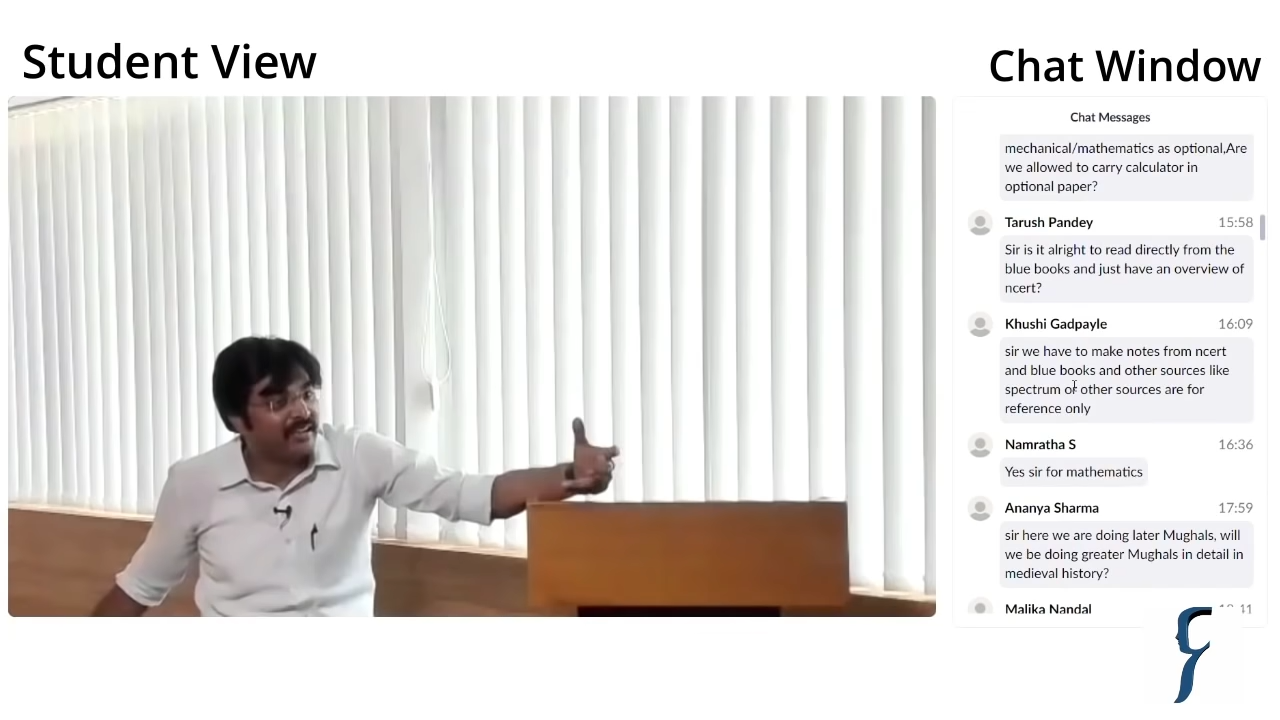 Student View
Chat Window
Chat Messages
mechanical/mathematics as optional,Are
we allowed to carry calculator in
optional paper?
Tarush Pandey 15:58
Sir is it alright to read directly from the
blue books and just have an overview of
ncert?
Khushi Gadpayle 16:09
sir we have to make notes from ncert
and blue books and other sources like
spectrum or other sources are for
reference only
Namratha S 16:36
Yes sir for mathematics
Ananya Sharma 17:59
sir here we are doing later Mughals, will
we be doing greater Mughals in detail in
medieval history?
Malika Nandal